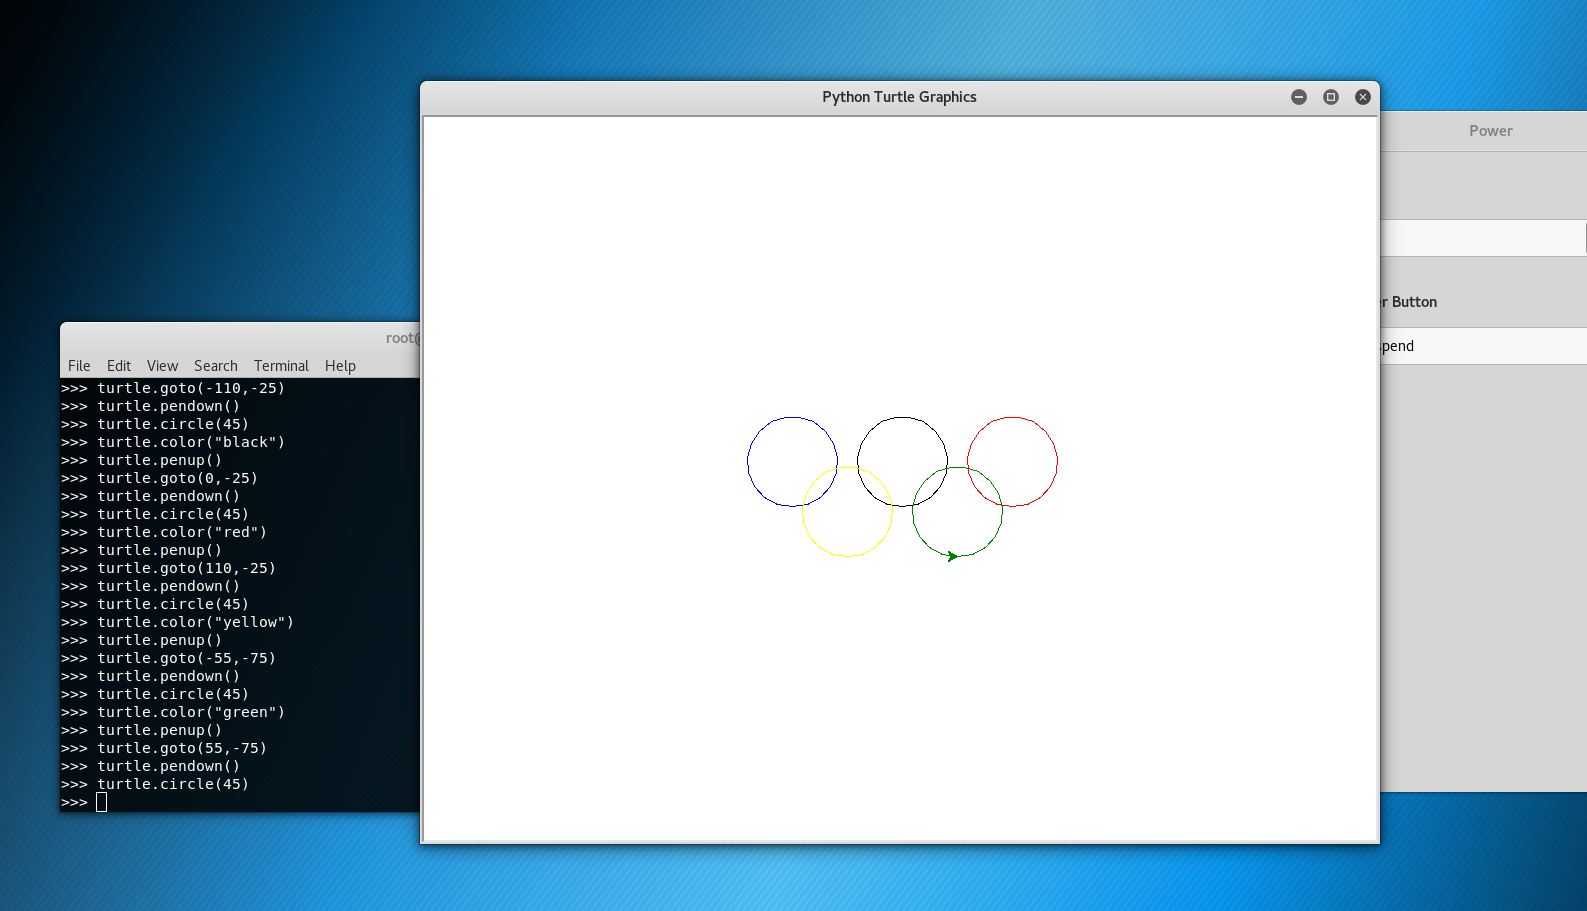 Python Turtle Graphics
Power
er Button
spend
root@
File Edit View Search Terminal Help
>>> turtle.goto(-110,-25)
>>> turtle.pendown()
>>> turtle.circle(45)
>>> turtle.color("black")
>>> turtle.penup()
>>> turtle.goto(0,-25)
>>> turtle.pendown()
>>> turtle.circle(45)
>>> turtle.color("red")
>>> turtle.penup()
>>> turtle.goto(110,-25)
>>> turtle.pendown()
>>> turtle.circle(45)
>>> turtle.color("yellow")
>>> turtle.penup()
>>> turtle.goto(-55,-75)
>>> turtle.pendown()
>>> turtle.circle(45)
>>> turtle.color("green")
>>> turtle.penup()
>>> turtle.goto(55,-75)
>>> turtle.pendown()
>>> turtle.circle(45)
>>>